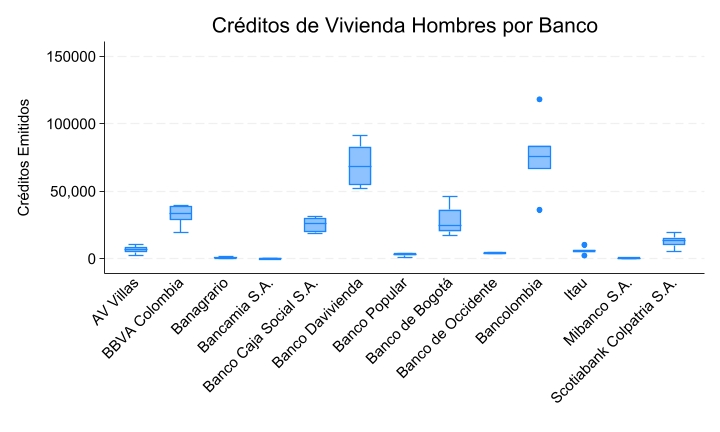 Créditos de Vivienda Hombres por Banco
Créditos Emitidos
150000
100000
50,000
0
AV Villas
BBVA Colombia
Banagrario
Bancamia S.A.
Banco Caja Social S.A.
Banco Davivienda
Banco Popular
Banco de Bogotá
Banco de Occidente
Bancolombia
Itau
Mibanco S.A.
Scotiabank Colpatria S.A.